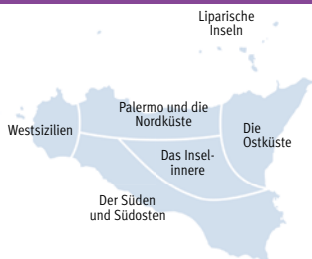 Liparische
Inseln
Palermo und die
Nordküste
Westsizilien
Die
Ostküste
Das Insel-
innere
Der Süden
und Südosten